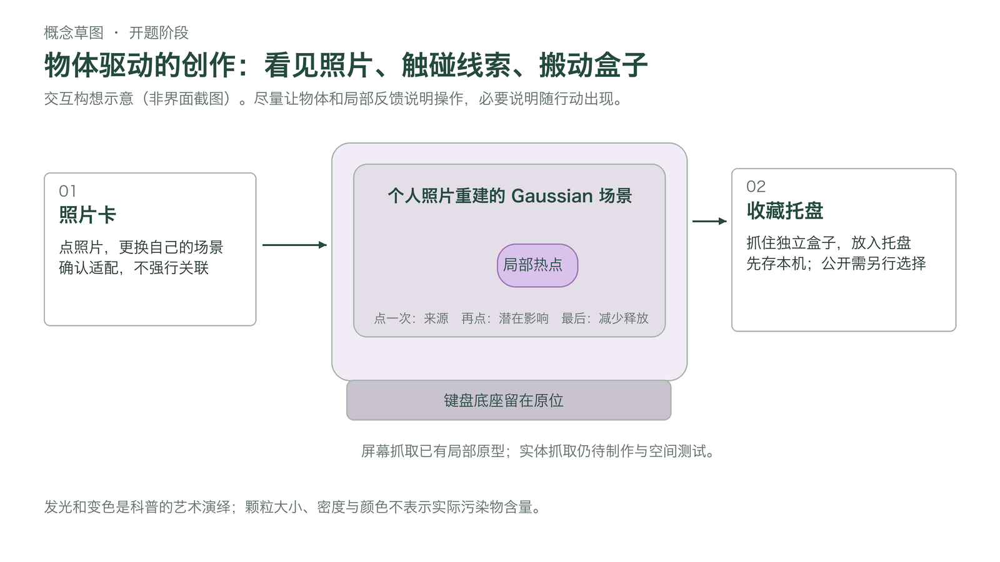 概念草图 · 开题阶段
物体驱动的创作：看见照片、触碰线索、搬动盒子
交互构想示意（非界面截图）。尽量让物体和局部反馈说明操作，必要说明随行动出现。
01
照片卡
点照片，更换自己的场景
确认适配，不强行关联
个人照片重建的 Gaussian 场景
局部热点
点一次：来源 再点：潜在影响 最后：减少释放
键盘底座留在原位
02
收藏托盘
抓住独立盒子，放入托盘
先存本机；公开需另行选择
屏幕抓取已有局部原型；实体抓取仍待制作与空间测试。
发光和变色是科普的艺术演绎；颗粒大小、密度与颜色不表示实际污染物含量。